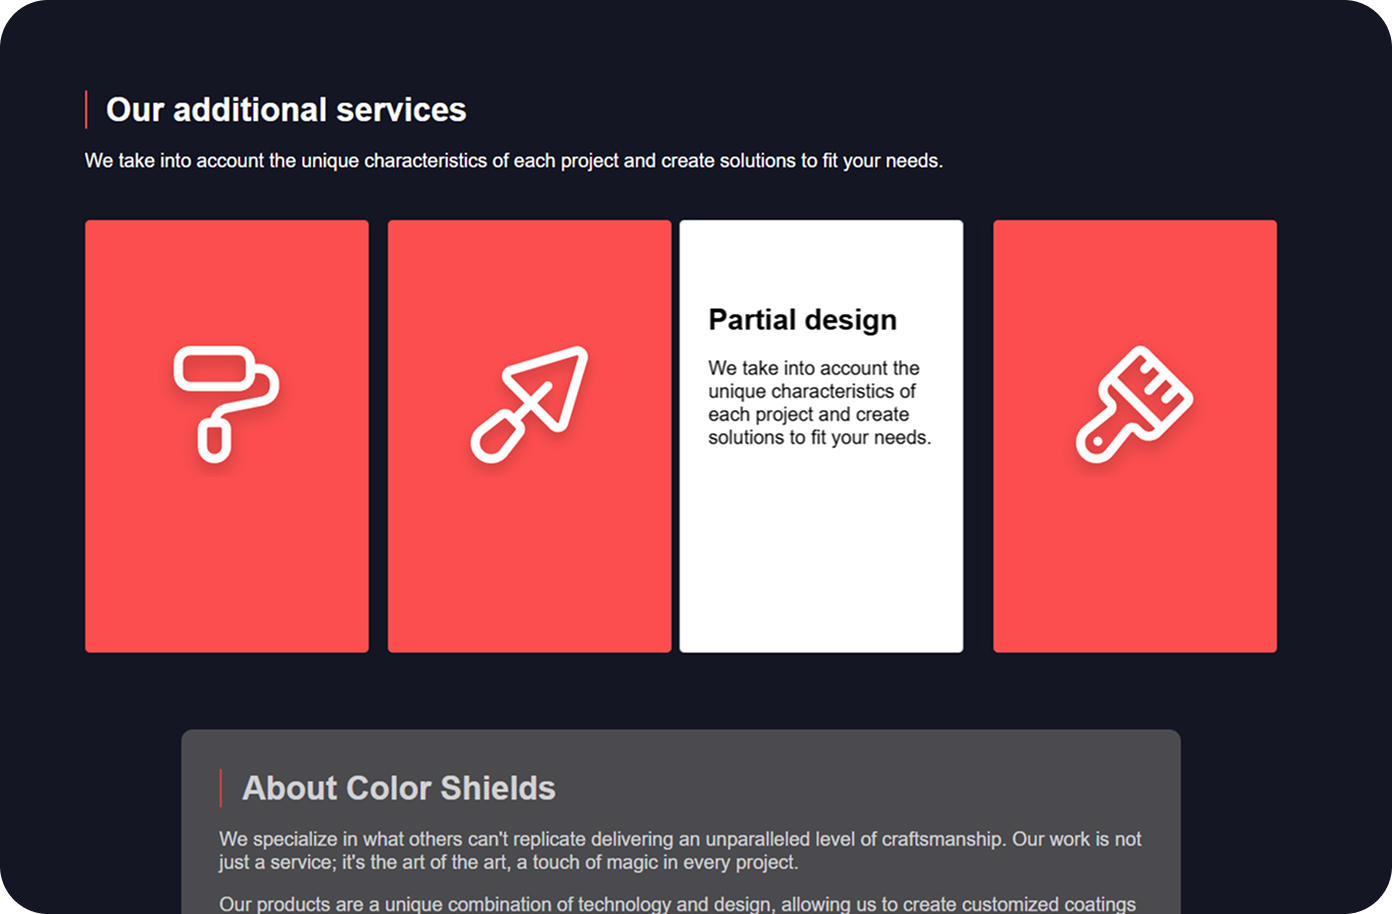 Our additional services
We take into account the unique characteristics of each project and create solutions to fit your needs.
Partial design
We take into account the
unique characteristics of
each project and create
solutions to fit your needs.
About Color Shields
We specialize in what others can't replicate delivering an unparalleled level of craftsmanship. Our work is not
just a service; it's the art of the art, a touch of magic in every project.
Our products are a unique combination of technology and design, allowing us to create customized coatings